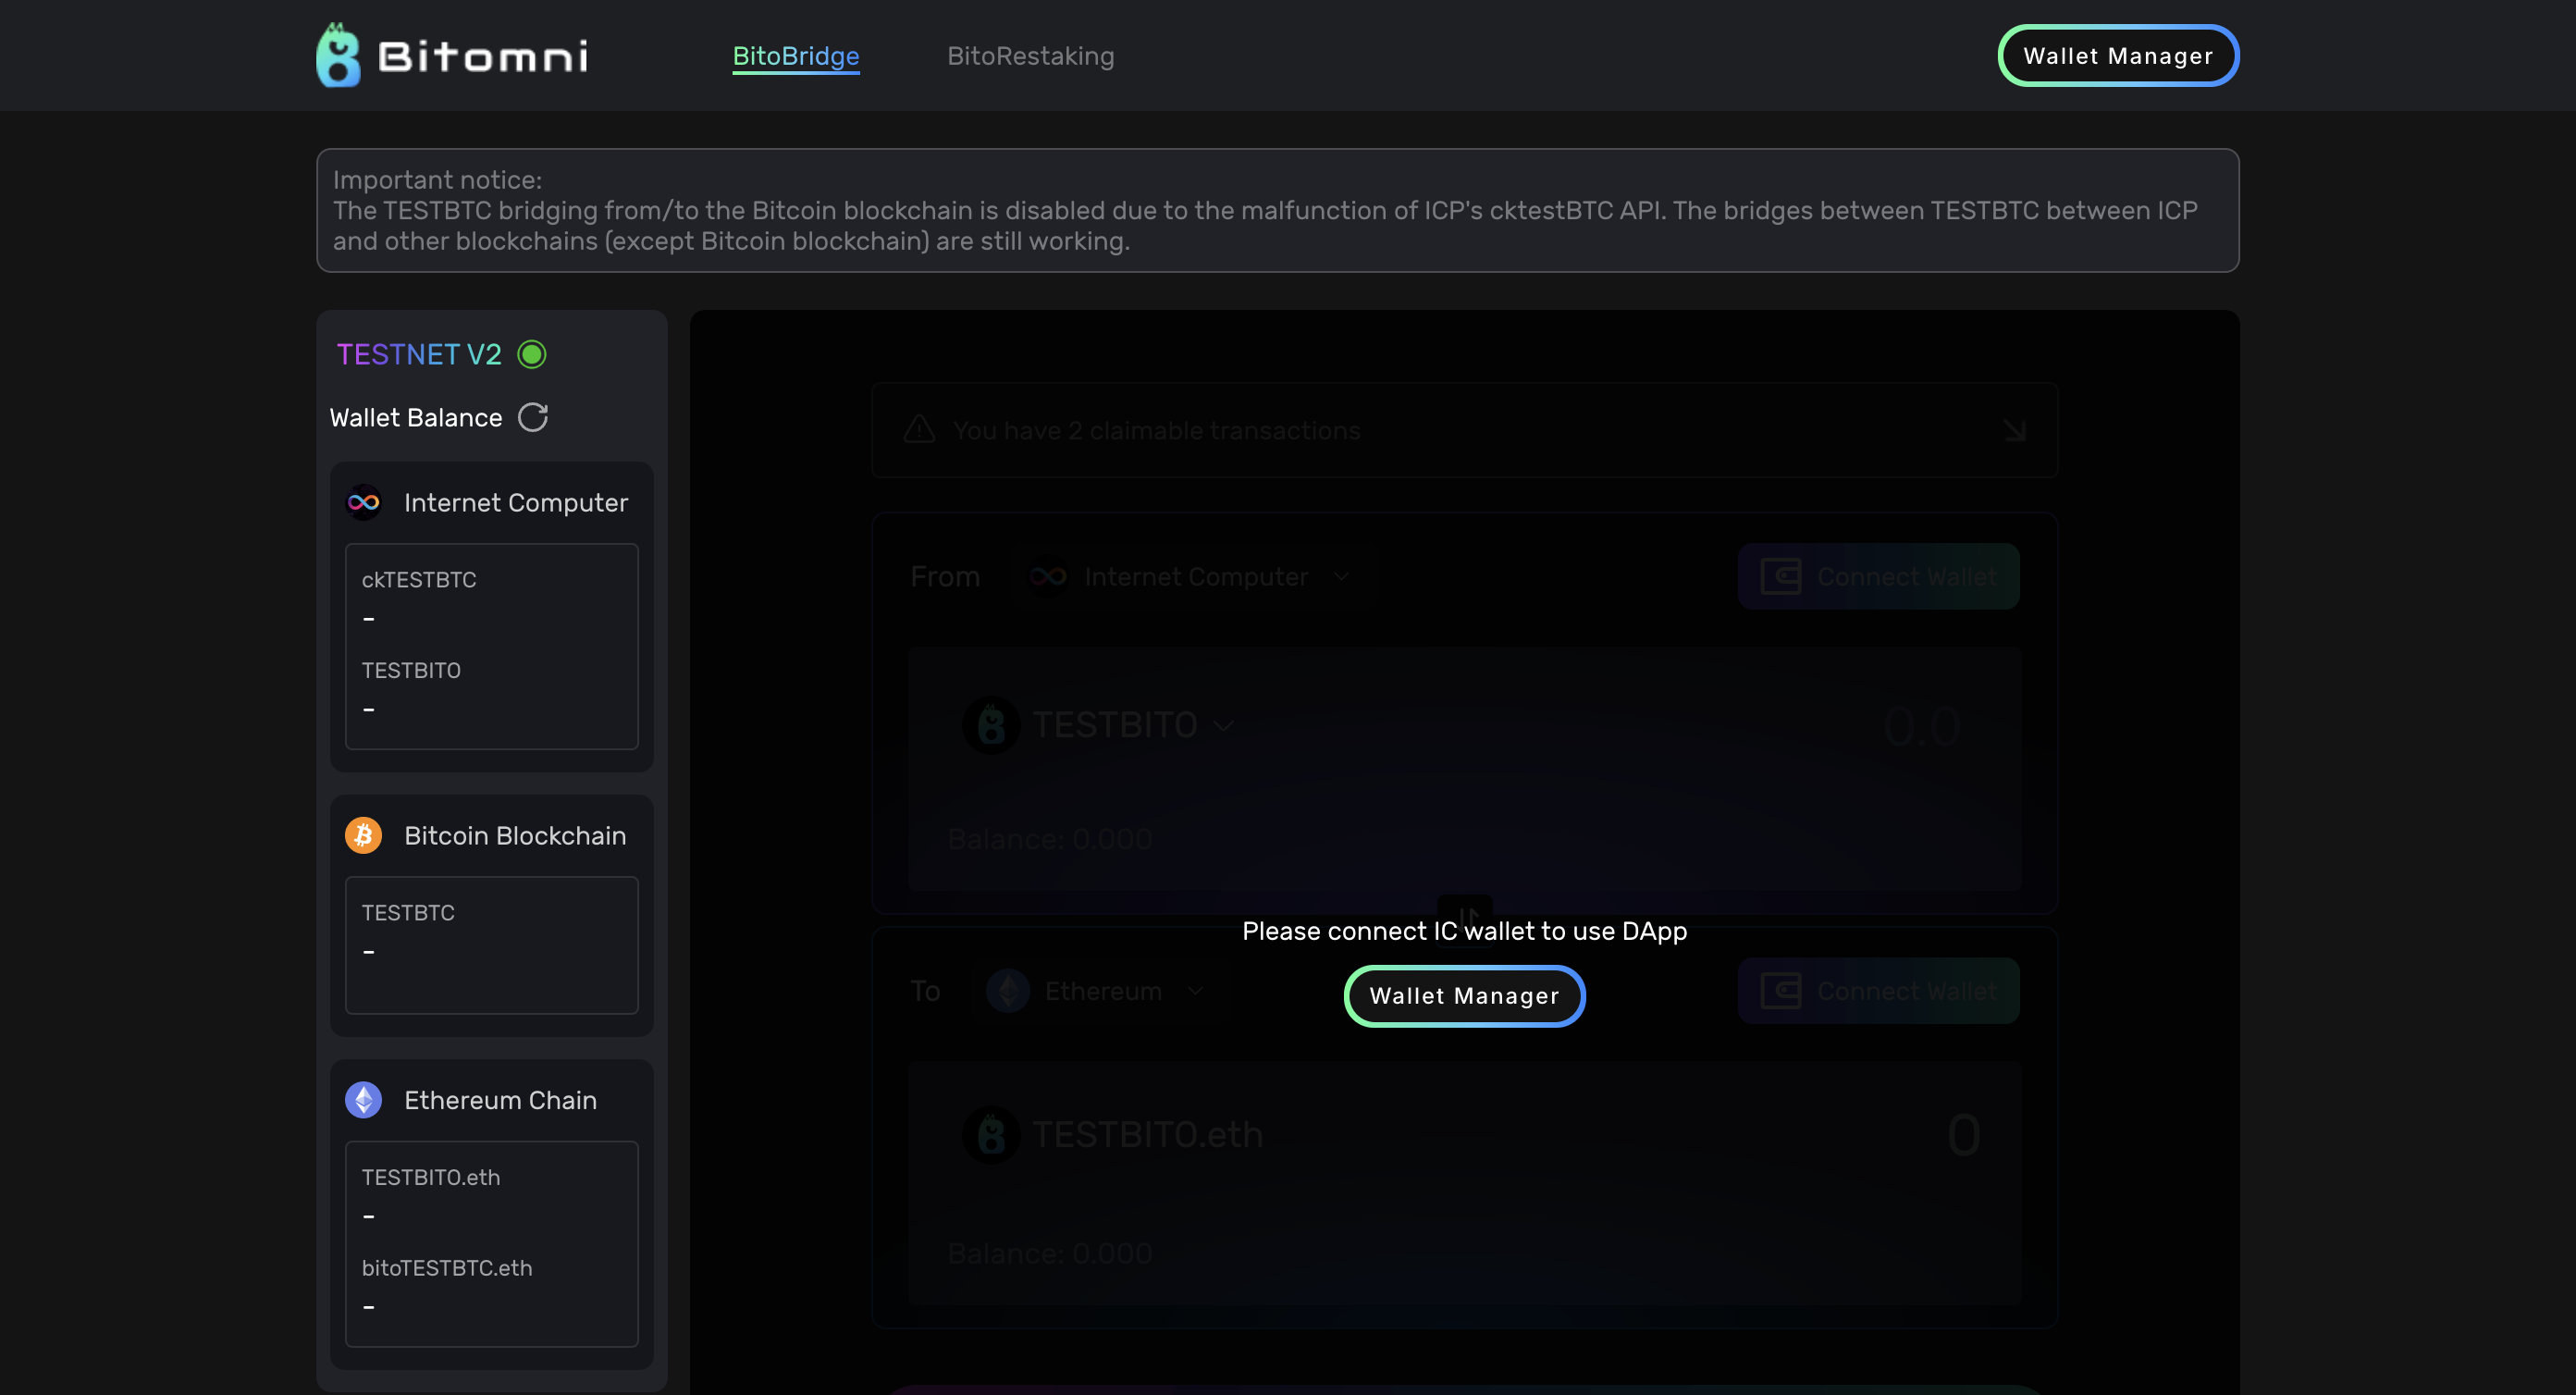 Bitomni
BitoBridge
BitoRestaking
Wallet Manager
Important notice:
The TESTBTC bridging from/to the Bitcoin blockchain is disabled due to the malfunction of ICP's cktestBTC API. The bridges between TESTBTC between ICP
and other blockchains (except Bitcoin blockchain) are still working.
TESTNET V2
Wallet Balance
Internet Computer
ckTESTBTC
-
TESTBITO
-
Bitcoin Blockchain
TESTBTC
-
Ethereum Chain
TESTBITO.eth
-
bitoTESTBTC.eth
-
You have 2 claimable transactions
From
Internet Computer
Connect Wallet
TESTBITO
0.0
Balance: 0.000
Please connect IC wallet to use DApp
Wallet Manager
To
Ethereum
Connect Wallet
TESTBITO.eth
0
Balance: 0.000